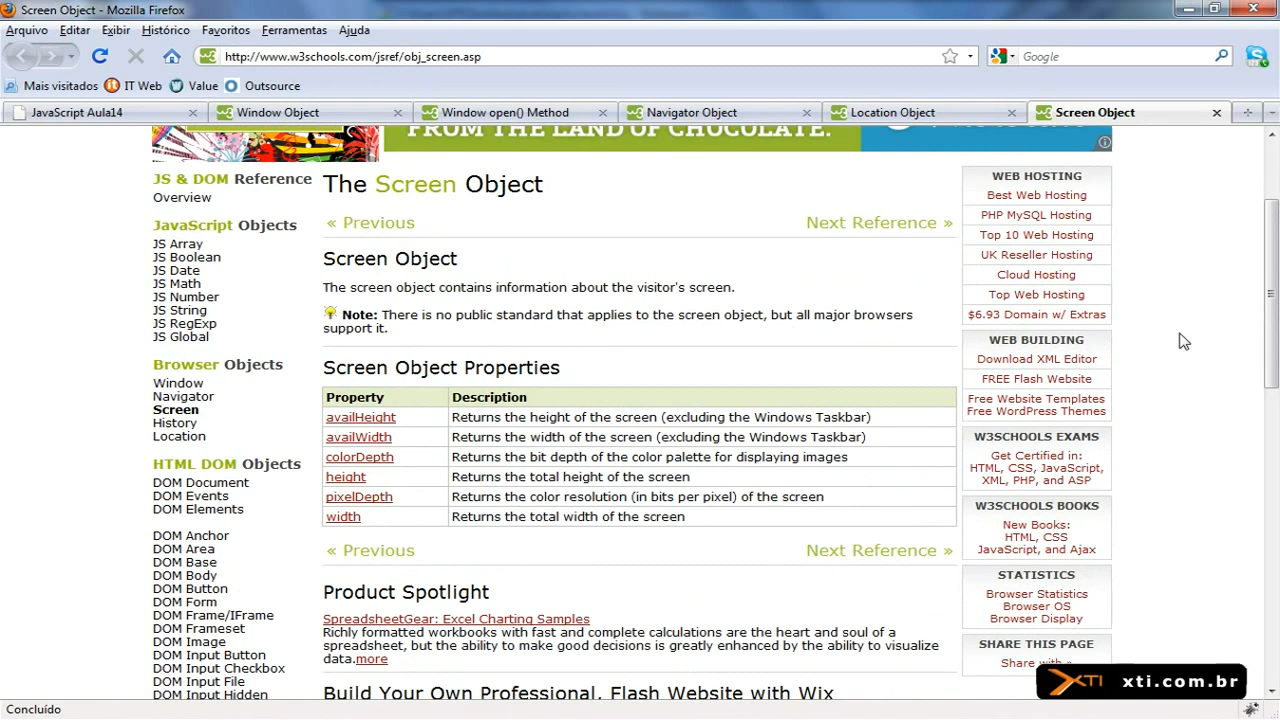 Screen Object - Mozilla Firefox
Arquivo Editar Exibir Histórico Favoritos Ferramentas Ajuda
http://www.w3schools.com/jsref/obj_screen.asp
Google
Mais visitados IT Web Value Outsource
JavaScript Aula14
Window Object
Window open() Method
Navigator Object
Location Object
Screen Object
FROM THE LAND OF CHOCOLATE.
JS & DOM Reference
Overview
JavaScript Objects
JS Array
JS Boolean
JS Date
JS Math
JS Number
JS String
JS RegExp
JS Global
Browser Objects
Window
Navigator
Screen
History
Location
HTML DOM Objects
DOM Document
DOM Events
DOM Elements
DOM Anchor
DOM Area
DOM Base
DOM Body
DOM Button
DOM Form
DOM Frame/IFrame
DOM Frameset
DOM Image
DOM Input Button
DOM Input Checkbox
DOM Input File
DOM Input Hidden
The Screen Object
« Previous
Next Reference »
Screen Object
The screen object contains information about the visitor's screen.
Note: There is no public standard that applies to the screen object, but all major browsers
support it.
Screen Object Properties
Property Description
availHeight Returns the height of the screen (excluding the Windows Taskbar)
availWidth Returns the width of the screen (excluding the Windows Taskbar)
colorDepth Returns the bit depth of the color palette for displaying images
height Returns the total height of the screen
pixelDepth Returns the color resolution (in bits per pixel) of the screen
width Returns the total width of the screen
« Previous
Next Reference »
Product Spotlight
SpreadsheetGear: Excel Charting Samples
Richly formatted workbooks with fast and complete calculations are the heart and soul of a
spreadsheet, but the ability to make good decisions is greatly enhanced by the ability to visualize
data.more
Build Your Own Professional, Flash Website with Wix
WEB HOSTING
Best Web Hosting
PHP MySQL Hosting
Top 10 Web Hosting
UK Reseller Hosting
Cloud Hosting
Top Web Hosting
$6.93 Domain w/ Extras
WEB BUILDING
Download XML Editor
FREE Flash Website
Free Website Templates
Free WordPress Themes
W3SCHOOLS EXAMS
Get Certified in:
HTML, CSS, JavaScript,
XML, PHP, and ASP
W3SCHOOLS BOOKS
New Books:
HTML, CSS
JavaScript, and Ajax
STATISTICS
Browser Statistics
Browser OS
Browser Display
SHARE THIS PAGE
Share with »
XTI xti.com.br
Concluído